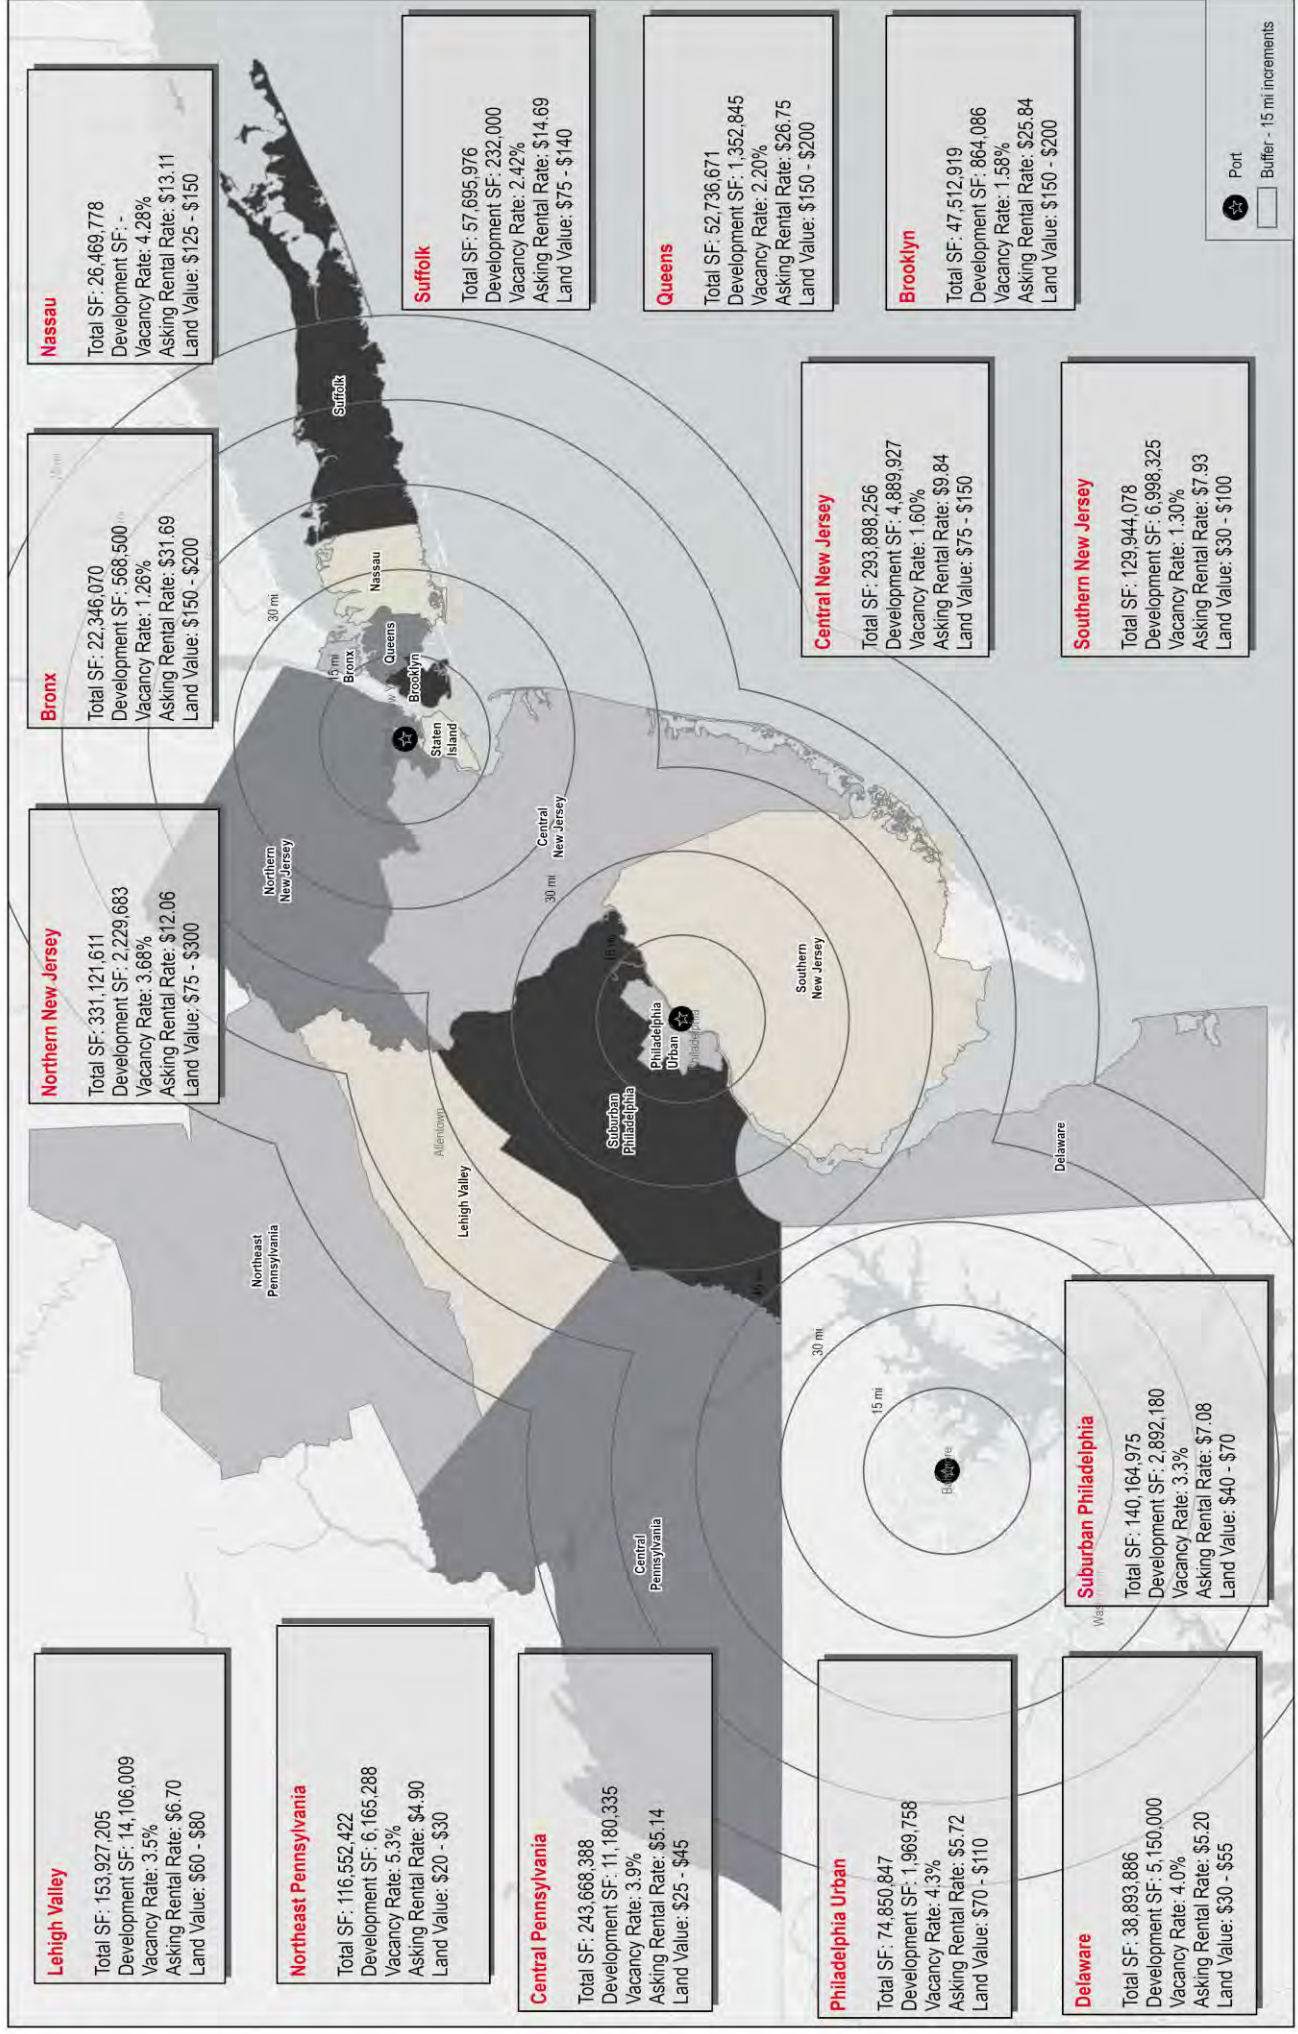 Lehigh Valley
Total SF: 153,927,205
Development SF: 14,106,009
Vacancy Rate: 3.5%
Asking Rental Rate: $6.70
Land Value: $60 - $80
Northern New Jersey
Total SF: 331,121,611
Development SF: 2,229,683
Vacancy Rate: 3.68%
Asking Rental Rate: $12.06
Land Value: $75 - $300
Bronx
Total SF: 22,346,070
Development SF: 568,500
Vacancy Rate: 1.26%
Asking Rental Rate: $31.69
Land Value: $150 - $200
Nassau
Total SF: 26,469,778
Development SF: -
Vacancy Rate: 4.28%
Asking Rental Rate: $13.11
Land Value: $125 - $150
Northeast Pennsylvania
Total SF: 116,552,422
Development SF: 6,165,288
Vacancy Rate: 5.3%
Asking Rental Rate: $4.90
Land Value: $20 - $30
Suffolk
Total SF: 57,695,976
Development SF: 232,000
Vacancy Rate: 2.42%
Asking Rental Rate: $14.69
Land Value: $75 - $140
Central Pennsylvania
Total SF: 243,668,388
Development SF: 11,180,335
Vacancy Rate: 3.9%
Asking Rental Rate: $5.14
Land Value: $25 - $45
Queens
Total SF: 52,736,671
Development SF: 1,352,845
Vacancy Rate: 2.20%
Asking Rental Rate: $26.75
Land Value: $150 - $200
Philadelphia Urban
Total SF: 74,850,847
Development SF: 1,969,758
Vacancy Rate: 4.3%
Asking Rental Rate: $5.72
Land Value: $70 - $110
Central New Jersey
Total SF: 293,898,256
Development SF: 4,889,927
Vacancy Rate: 1.60%
Asking Rental Rate: $9.84
Land Value: $75 - $150
Brooklyn
Total SF: 47,512,919
Development SF: 864,086
Vacancy Rate: 1.58%
Asking Rental Rate: $25.84
Land Value: $150 - $200
Delaware
Total SF: 38,893,886
Development SF: 5,150,000
Vacancy Rate: 4.0%
Asking Rental Rate: $5.20
Land Value: $30 - $55
Suburban Philadelphia
Total SF: 140,164,975
Development SF: 2,892,180
Vacancy Rate: 3.3%
Asking Rental Rate: $7.08
Land Value: $40 - $70
Southern New Jersey
Total SF: 129,944,078
Development SF: 6,998,325
Vacancy Rate: 1.30%
Asking Rental Rate: $7.93
Land Value: $30 - $100
Northeast
Pennsylvania
Northern
New Jersey
30 mi
15 mi
Bronx
Nassau
Suffolk
Queens
Brooklyn
Staten
Island
Allentown
Lehigh Valley
Central
New Jersey
30 mi
Suburban
Philadelphia
Philadelphia
Urban
Philadelphia
Central
Pennsylvania
Southern
New Jersey
30 mi
15 mi
Delaware
Port
Buffer - 15 mi increments